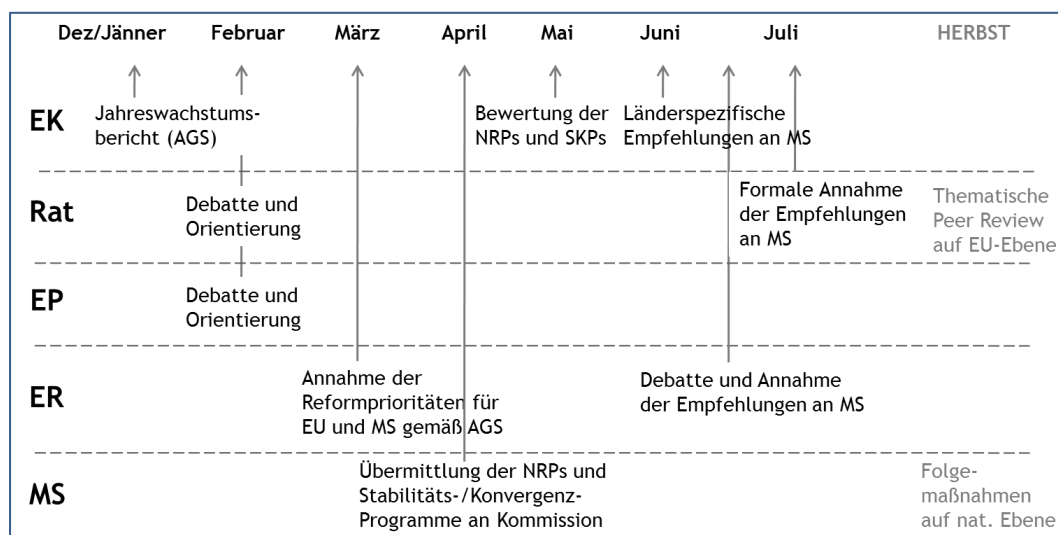 Dez/Jänner Februar März April Mai Juni Juli HERBST
EK
Jahreswachstums-
bericht (AGS)
Bewertung der
NRPs und SKPs
Länderspezifische
Empfehlungen an MS
Rat
Debatte und
Orientierung
Formale Annahme
der Empfehlungen
an MS
Thematische
Peer Review
auf EU-Ebene
EP
Debatte und
Orientierung
ER
Annahme der
Reformprioritäten für
EU und MS gemäß AGS
Debatte und Annahme
der Empfehlungen an MS
MS
Übermittlung der NRPs und
Stabilitäts-/Konvergenz-
Programme an Kommission
Folge-
maßnahmen
auf nat. Ebene